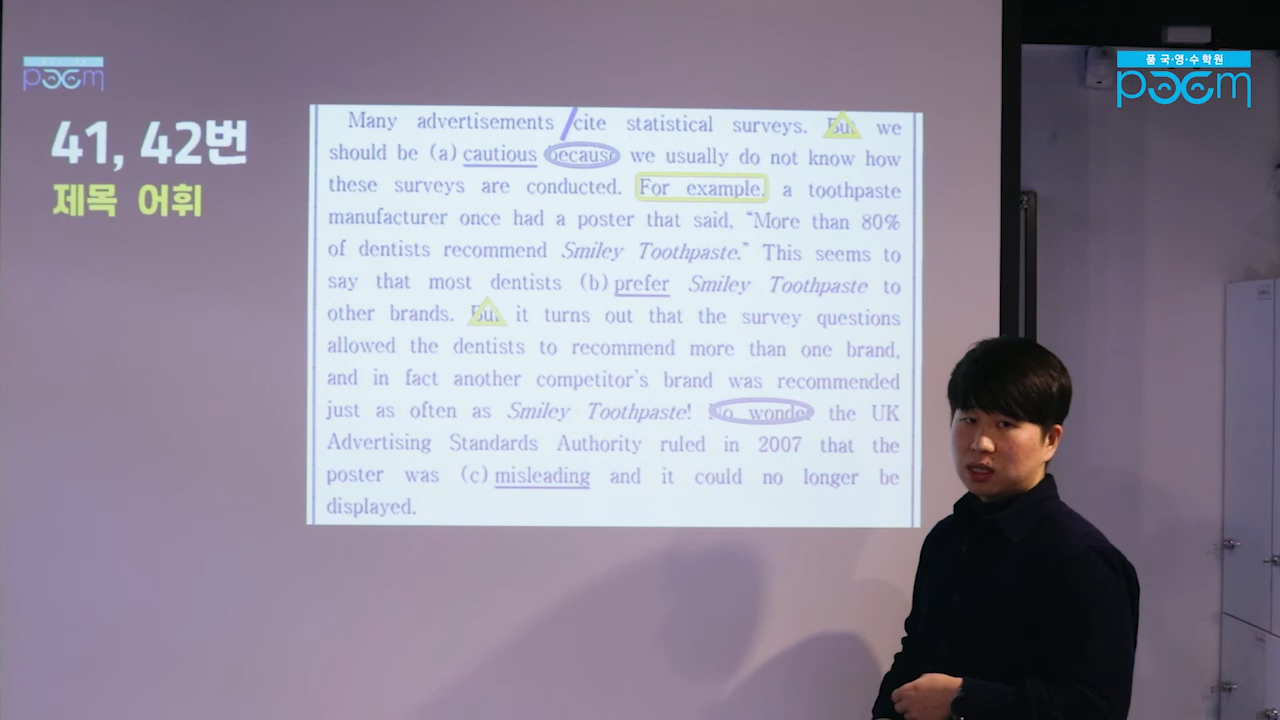 poem
품 국·영·수 학원
poem
41, 42번
제목 어휘
Many advertisements cite statistical surveys. But we
should be (a) cautious because we usually do not know how
these surveys are conducted. For example, a toothpaste
manufacturer once had a poster that said, “More than 80%
of dentists recommend Smiley Toothpaste.” This seems to
say that most dentists (b) prefer Smiley Toothpaste to
other brands. But it turns out that the survey questions
allowed the dentists to recommend more than one brand,
and in fact another competitor’s brand was recommended
just as often as Smiley Toothpaste! No wonder the UK
Advertising Standards Authority ruled in 2007 that the
poster was (c) misleading and it could no longer be
displayed.